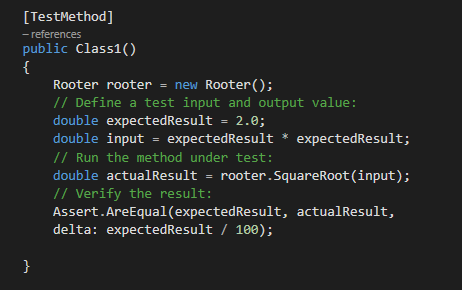 [TestMethod]
– references
public Class1()
{
Rooter rooter = new Rooter();
// Define a test input and output value:
double expectedResult = 2.0;
double input = expectedResult * expectedResult;
// Run the method under test:
double actualResult = rooter.SquareRoot(input);
// Verify the result:
Assert.AreEqual(expectedResult, actualResult,
delta: expectedResult / 100);
}